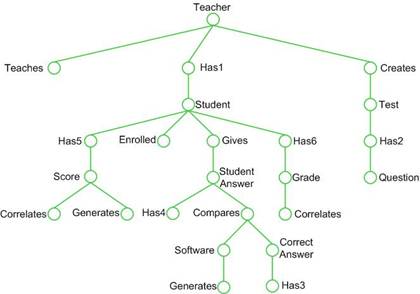 Teacher
Teaches
Has1
Creates
Student
Test
Has5
Enrolled
Gives
Has6
Has2
Score
Student
Answer
Grade
Question
Correlates
Generates
Has4
Compares
Correlates
Software
Correct
Answer
Generates
Has3